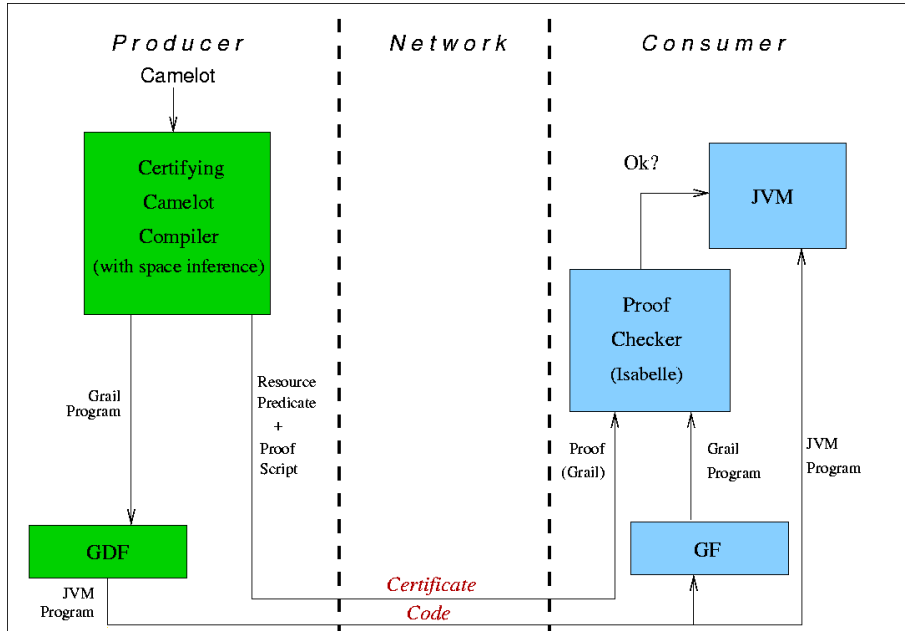 Producer
Network
Consumer
Camelot
Certifying
Camelot
Compiler
(with space inference)
Ok?
JVM
Proof
Checker
(Isabelle)
Grail
Program
Resource
Predicate
+
Proof
Script
Proof
(Grail)
Grail
Program
JVM
Program
GDF
GF
JVM
Program
Certificate
Code